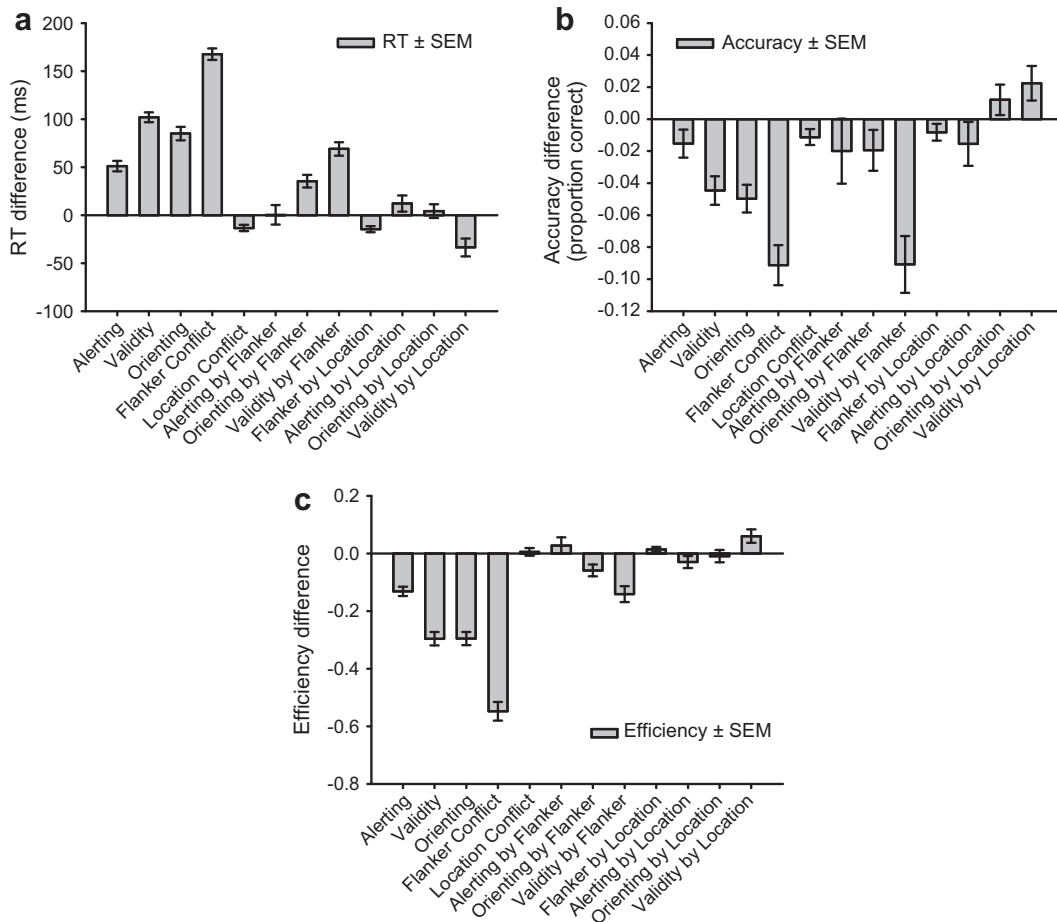 a
RT difference (ms)
200
150
100
50
0
-50
-100
RT ± SEM
Alerting
Validity
Orienting
Flanker Conflict
Location Conflict
Alerting by Flanker
Orienting by Flanker
Validity by Flanker
Flanker by Location
Alerting by Location
Orienting by Location
Validity by Location
b
Accuracy difference
(proportion correct)
0.06
0.04
0.02
0.00
-0.02
-0.04
-0.06
-0.08
-0.10
-0.12
Accuracy ± SEM
Alerting
Validity
Orienting
Flanker Conflict
Location Conflict
Alerting by Flanker
Orienting by Flanker
Validity by Flanker
Flanker by Location
Alerting by Location
Orienting by Location
Validity by Location
c
Efficiency difference
0.2
0.0
-0.2
-0.4
-0.6
-0.8
Efficiency ± SEM
Alerting
Validity
Orienting
Flanker Conflict
Location Conflict
Alerting by Flanker
Orienting by Flanker
Validity by Flanker
Flanker by Location
Alerting by Location
Orienting by Location
Validity by Location